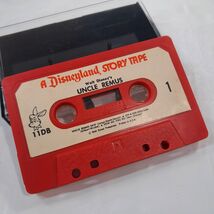 A Disneyland STORY TAPE
Walt Disney's
UNCLE REMUS
11DB
1